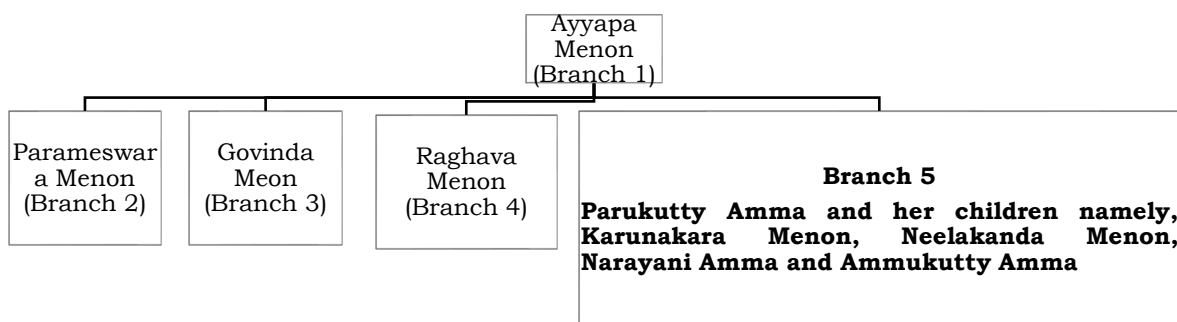 Ayyapa
Menon
(Branch 1)
Parameswar
a Menon
(Branch 2)
Govinda
Meon
(Branch 3)
Raghava
Menon
(Branch 4)
Branch 5
Parukutty Amma and her children namely,
Karunakara Menon, Neelakanda Menon,
Narayani Amma and Ammukutty Amma